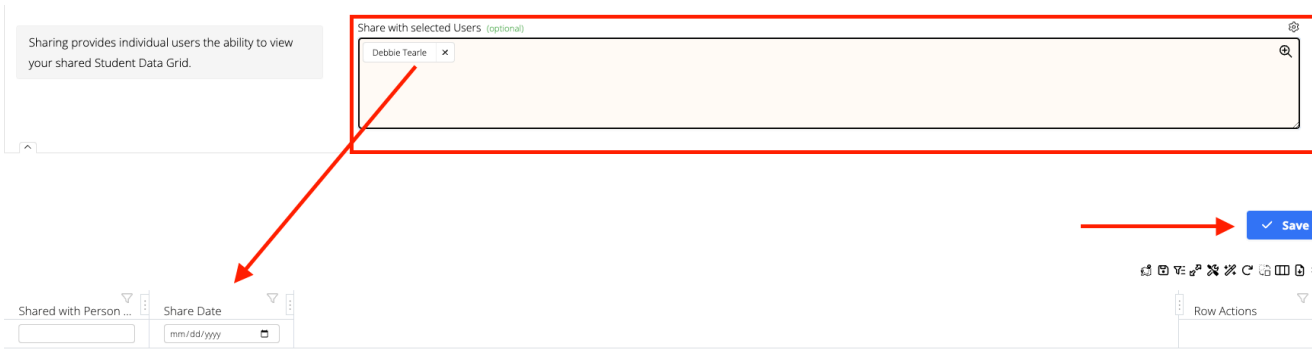 Share with selected Users (optional)
Sharing provides individual users the ability to view
your shared Student Data Grid.
Debbie Tearle ×
Save
Shared with Person ...
Share Date
Row Actions
mm/dd/yyyy